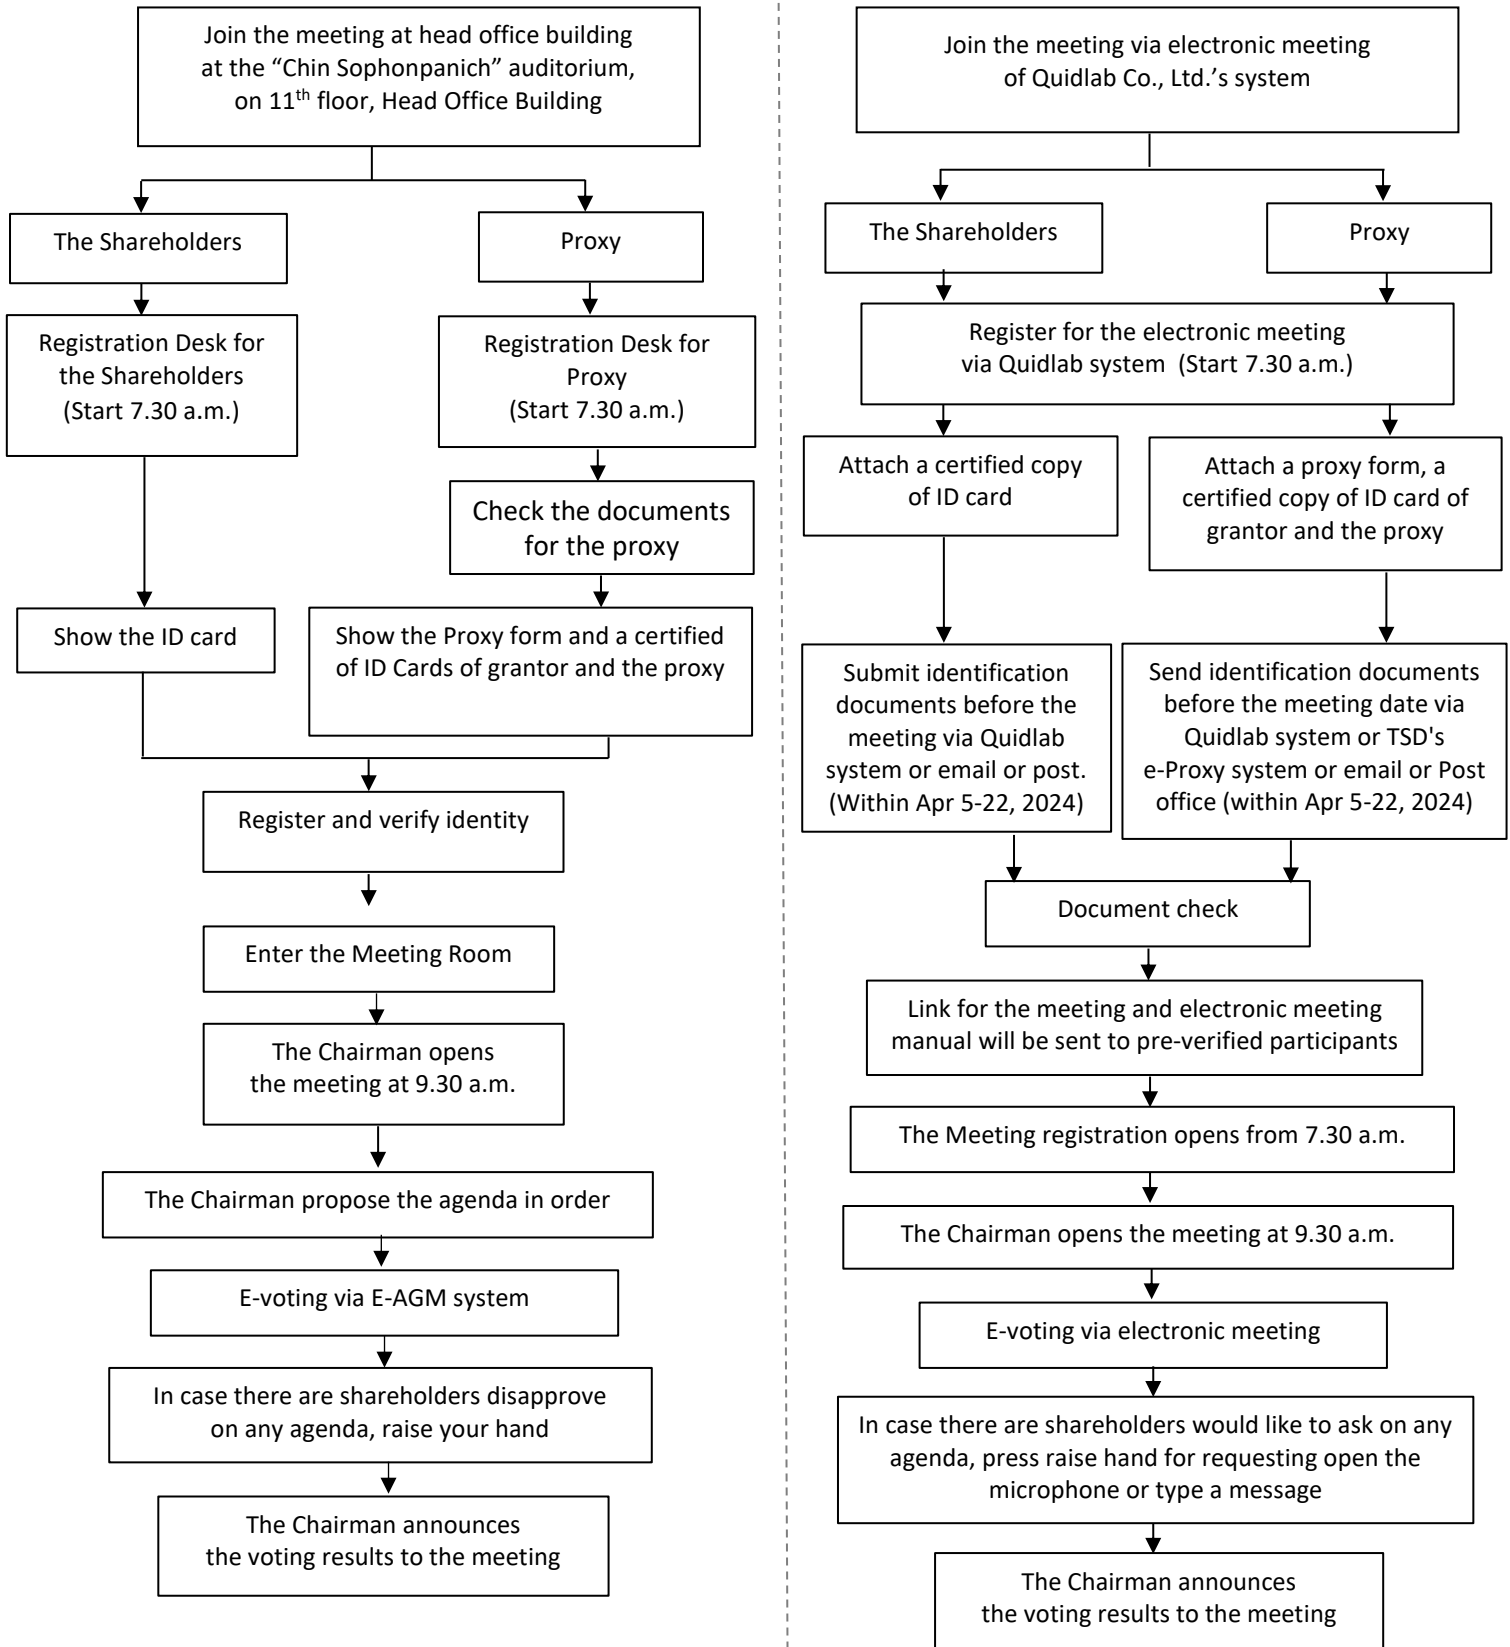 Join the meeting at head office building
at the “Chin Sophonpanich” auditorium,
on 11th floor, Head Office Building
The Shareholders
Proxy
Registration Desk for
the Shareholders
(Start 7.30 a.m.)
Registration Desk for
Proxy
(Start 7.30 a.m.)
Check the documents
for the proxy
Show the ID card
Show the Proxy form and a certified
of ID Cards of grantor and the proxy
Register and verify identity
Enter the Meeting Room
The Chairman opens
the meeting at 9.30 a.m.
The Chairman propose the agenda in order
E-voting via E-AGM system
In case there are shareholders disapprove
on any agenda, raise your hand
The Chairman announces
the voting results to the meeting
Join the meeting via electronic meeting
of Quidlab Co., Ltd.’s system
The Shareholders
Proxy
Register for the electronic meeting
via Quidlab system (Start 7.30 a.m.)
Attach a certified copy
of ID card
Attach a proxy form, a
certified copy of ID card of
grantor and the proxy
Submit identification
documents before the
meeting via Quidlab
system or email or post.
(Within Apr 5-22, 2024)
Send identification documents
before the meeting date via
Quidlab system or TSD's
e-Proxy system or email or Post
office (within Apr 5-22, 2024)
Document check
Link for the meeting and electronic meeting
manual will be sent to pre-verified participants
The Meeting registration opens from 7.30 a.m.
The Chairman opens the meeting at 9.30 a.m.
E-voting via electronic meeting
In case there are shareholders would like to ask on any
agenda, press raise hand for requesting open the
microphone or type a message
The Chairman announces
the voting results to the meeting